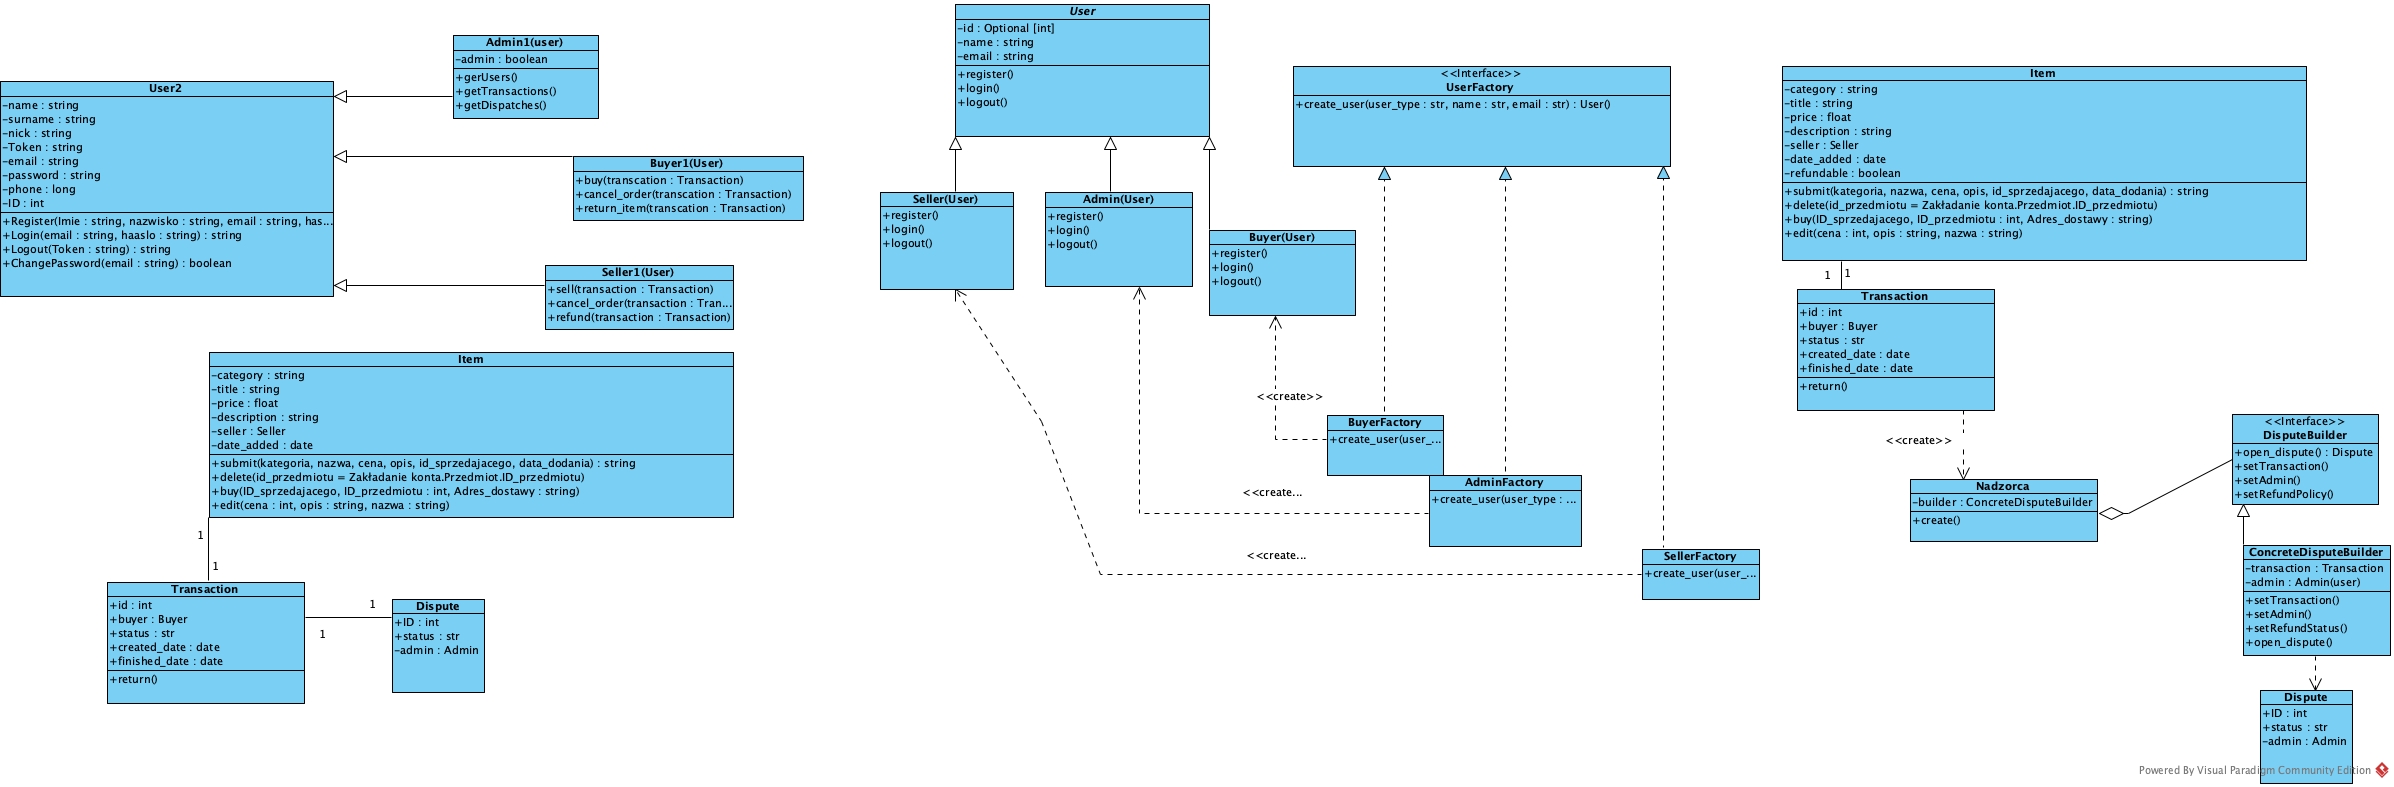 User2
-name : string
-surname : string
-nick : string
-Token : string
-email : string
-password : string
-phone : long
-ID : int
+Register(Imie : string, nazwisko : string, email : string, has...
+Login(email : string, haaslo : string) : string
+Logout(Token : string) : string
+ChangePassword(email : string) : boolean
Admin1(user)
-admin : boolean
+gerUsers()
+getTransactions()
+getDispatches()
Buyer1(User)
+buy(transcation : Transaction)
+cancel_order(transcation : Transaction)
+return_item(transcation : Transaction)
Seller1(User)
+sell(transaction : Transaction)
+cancel_order(transaction : Tran...
+refund(transaction : Transaction)
Item
-category : string
-title : string
-price : float
-description : string
-seller : Seller
-date_added : date
+submit(kategoria, nazwa, cena, opis, id_sprzedajacego, data_dodania) : string
+delete(id_przedmiotu = Zakładanie konta.Przedmiot.ID_przedmiotu)
+buy(ID_sprzedajacego, ID_przedmiotu : int, Adres_dostawy : string)
+edit(cena : int, opis : string, nazwa : string)
1
1
Transaction
+id : int
+buyer : Buyer
+status : str
+created_date : date
+finished_date : date
+return()
1
1
Dispute
+ID : int
+status : str
-admin : Admin
User
-id : Optional [int]
-name : string
-email : string
+register()
+login()
+logout()
Seller(User)
+register()
+login()
+logout()
Admin(User)
+register()
+login()
+logout()
Buyer(User)
+register()
+login()
+logout()
<<Interface>>
UserFactory
+create_user(user_type : str, name : str, email : str) : User()
<<create>>
BuyerFactory
+create_user(user_...
<<create...
AdminFactory
+create_user(user_type : ...
<<create...
SellerFactory
+create_user(user_...
Item
-category : string
-title : string
-price : float
-description : string
-seller : Seller
-date_added : date
-refundable : boolean
+submit(kategoria, nazwa, cena, opis, id_sprzedajacego, data_dodania) : string
+delete(id_przedmiotu = Zakładanie konta.Przedmiot.ID_przedmiotu)
+buy(ID_sprzedajacego, ID_przedmiotu : int, Adres_dostawy : string)
+edit(cena : int, opis : string, nazwa : string)
1 1
Transaction
+id : int
+buyer : Buyer
+status : str
+created_date : date
+finished_date : date
+return()
<<create>>
Nadzorca
-builder : ConcreteDisputeBuilder
+create()
<<Interface>>
DisputeBuilder
+open_dispute() : Dispute
+setTransaction()
+setAdmin()
+setRefundPolicy()
ConcreteDisputeBuilder
-transaction : Transaction
-admin : Admin(user)
+setTransaction()
+setAdmin()
+setRefundStatus()
+open_dispute()
Dispute
+ID : int
+status : str
-admin : Admin
Powered By Visual Paradigm Community Edition